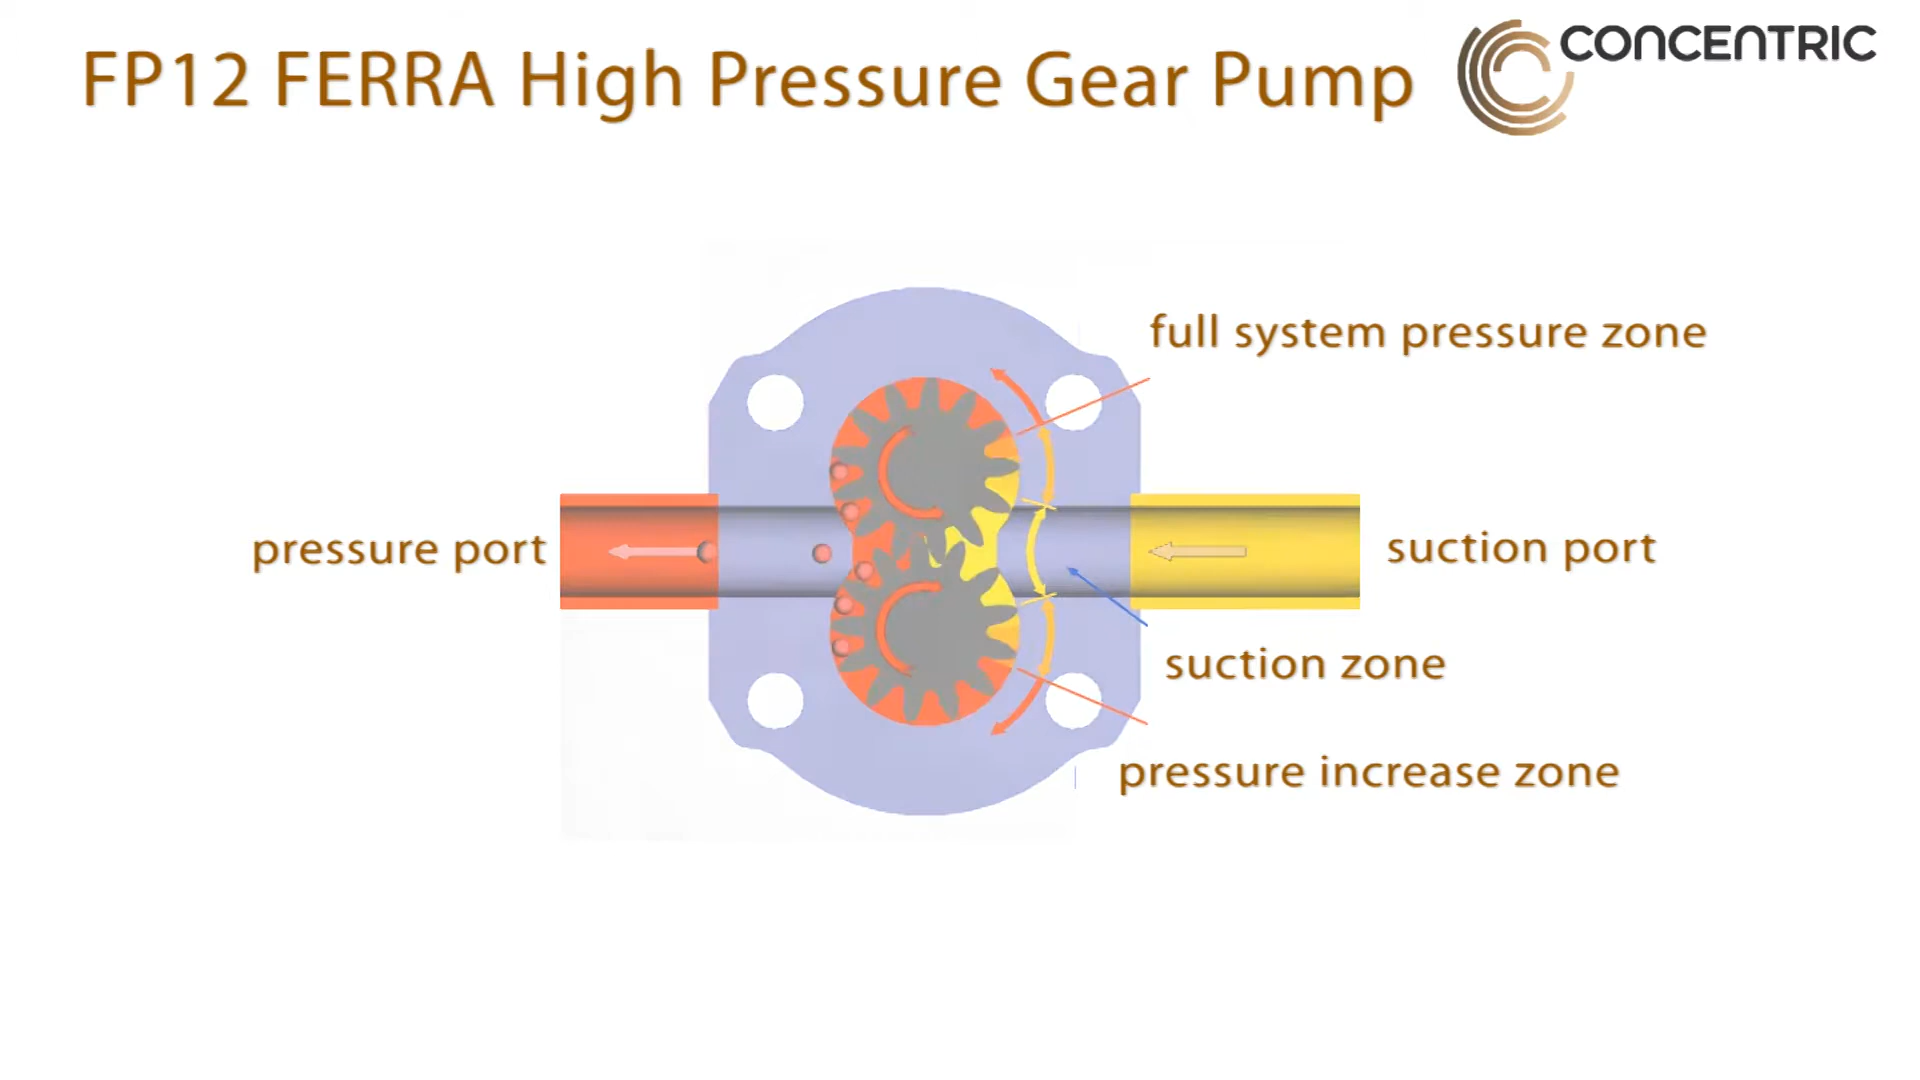 FP12 FERRA High Pressure Gear Pump
CONCENTRIC
full system pressure zone
pressure port
suction port
suction zone
pressure increase zone